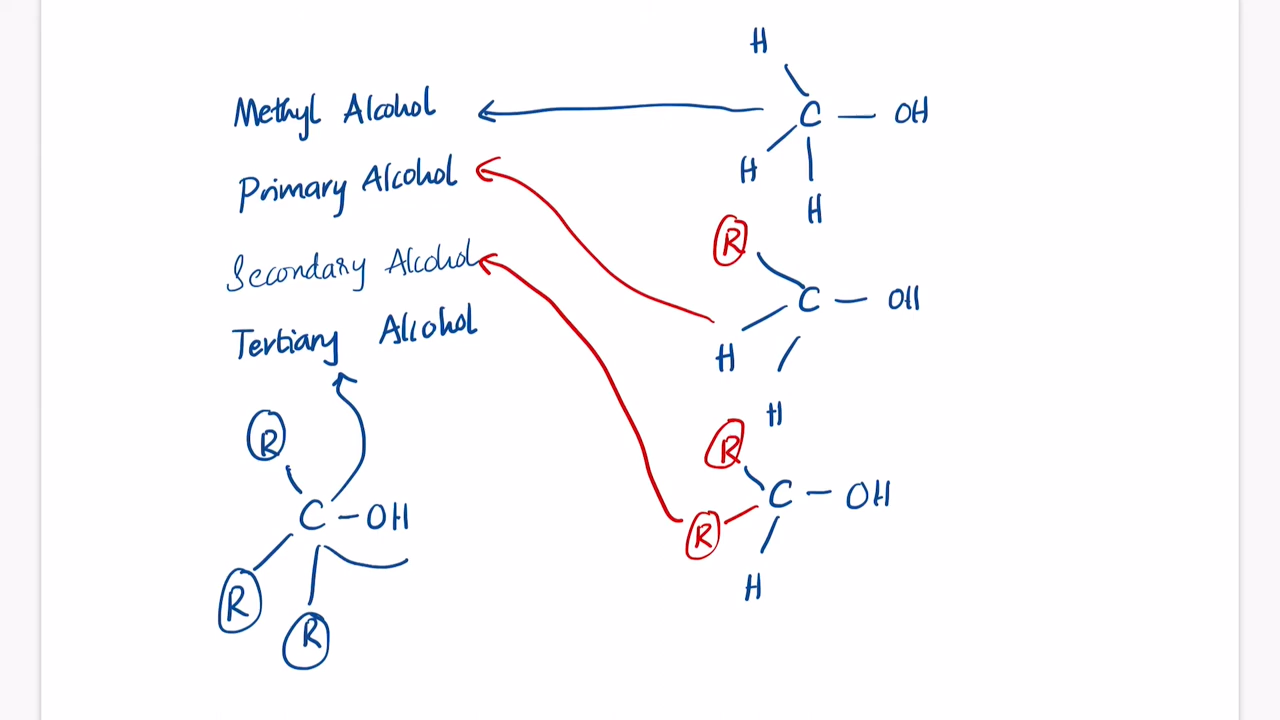 Methyl Alcohol
Primary Alcohol
Secondary Alcohol
Tertiary Alcohol
H
C — OH
H
H
R
C — OH
H
H
R
C — OH
R
H
R
C — OH
R
R